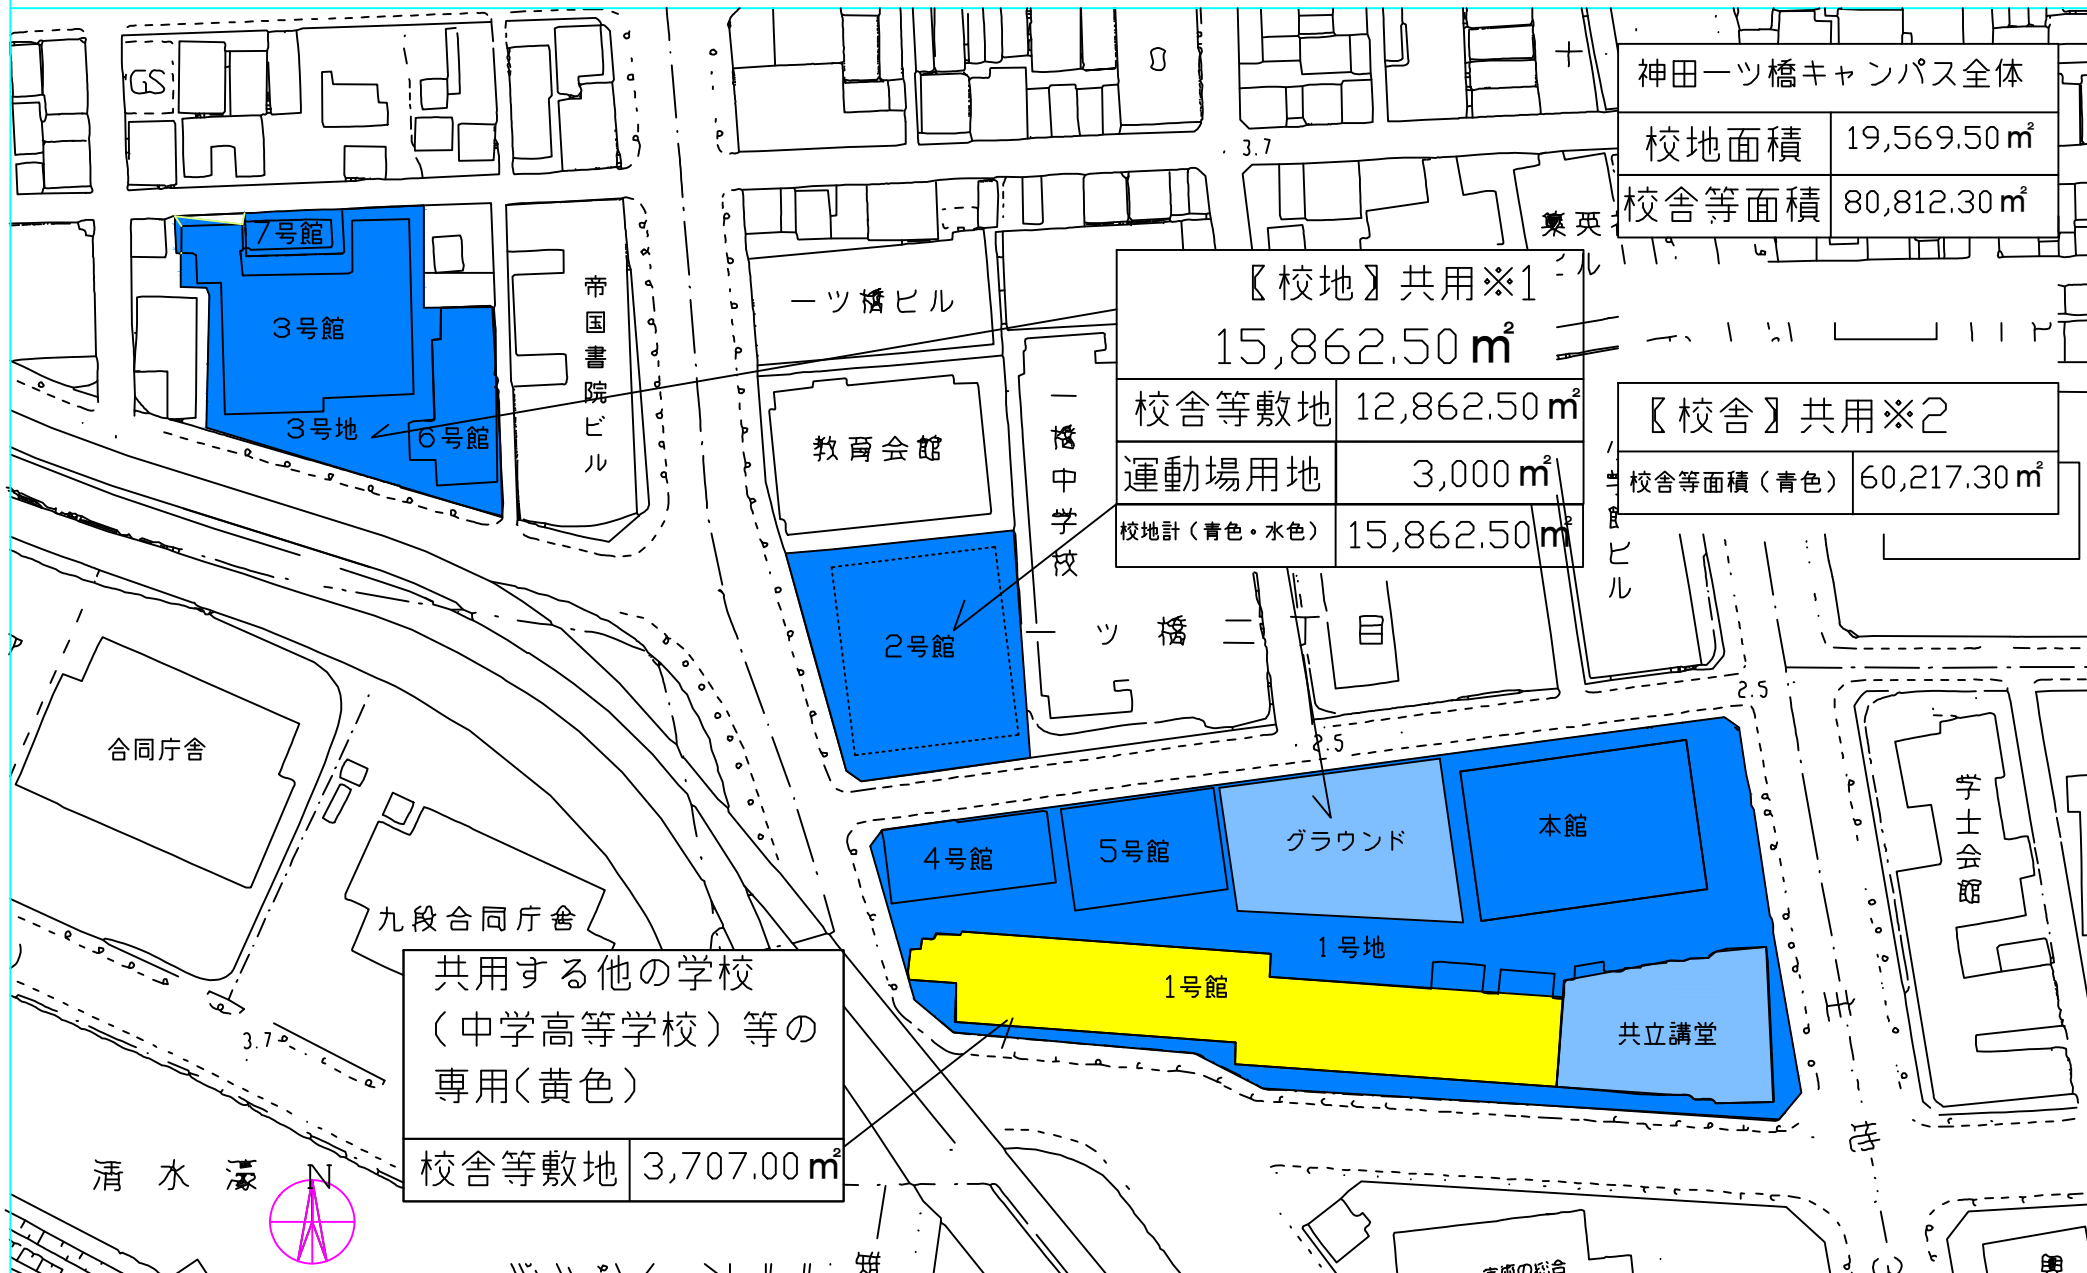 GS
3.7
神田一ツ橋キャンパス全体
校地面積 19,569.50㎡
校舎等面積 80,812.30㎡
7号館
3号館
3号地
6号館
帝国書院ビル
一ツ橋ビル
教育会館
一橋中学校
【校地】共用※1
15,862.50㎡
校舎等敷地 12,862.50㎡
運動場用地 3,000㎡
校地計（青色・水色） 15,862.50㎡
【校舎】共用※2
校舎等面積（青色） 60,217.30㎡
2号館
一ツ橋二丁目
2.5
2.5
合同庁舎
九段合同庁舎
4号館
5号館
グラウンド
本館
学士会館
1号地
1号館
共立講堂
共用する他の学校
（中学高等学校）等の
専用（黄色）
校舎等敷地 3,707.00㎡
3.7
清水濠
N